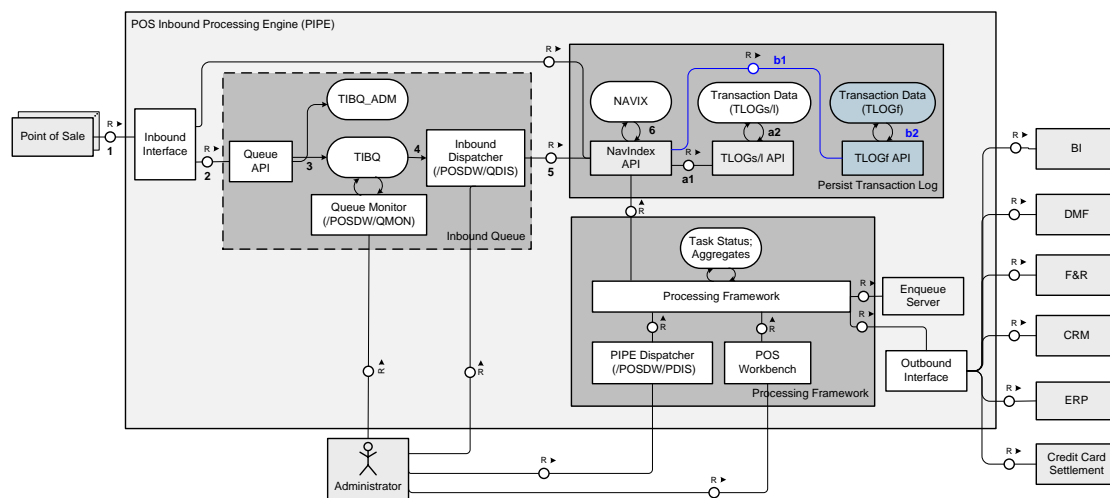 POS Inbound Processing Engine (PIPE)
Point of Sale
R
1
Inbound
Interface
R
2
Queue
API
3
TIBQ_ADM
TIBQ
4
Queue Monitor
(/POSDW/QMON)
Inbound
Dispatcher
(/POSDW/QDIS)
Inbound Queue
R
R
5
NAVIX
6
NavIndex
API
R
a1
R
b1
Transaction Data
(TLOGs/l)
a2
TLOGs/l API
Transaction Data
(TLOGf)
b2
TLOGf API
Persist Transaction Log
R
Task Status;
Aggregates
Processing Framework
R
R
PIPE Dispatcher
(/POSDW/PDIS)
POS
Workbench
Processing Framework
R
Enqueue
Server
R
Outbound
Interface
R
BI
R
DMF
R
F&R
R
CRM
R
ERP
R
Credit Card
Settlement
R
R
Administrator
R
R